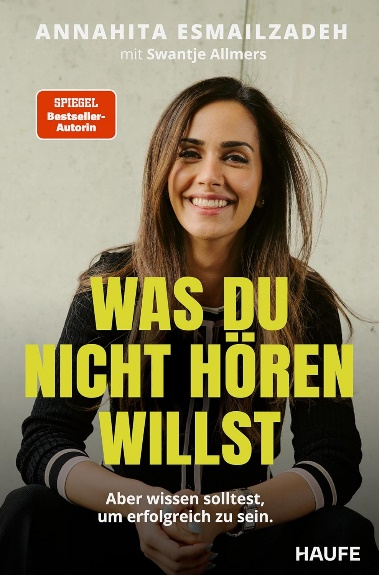 ANNAHITA ESMAILZADEH
mit Swantje Allmers
SPIEGEL
Bestseller-
Autorin
WAS DU
NICHT HÖREN
WILLST
Aber wissen solltest,
um erfolgreich zu sein.
HAUFE